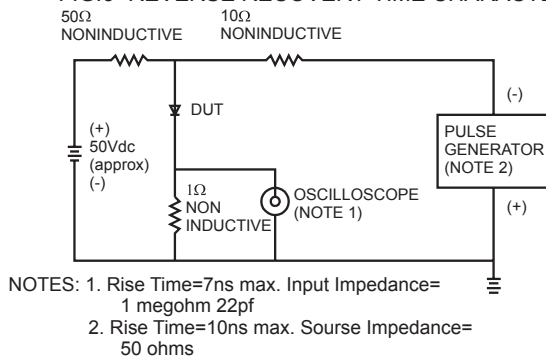 50Ω
NONINDUCTIVE
10Ω
NONINDUCTIVE
DUT
(+)
50Vdc
(approx)
(-)
1Ω
NON
INDUCTIVE
OSCILLOSCOPE
(NOTE 1)
(-)
PULSE
GENERATOR
(NOTE 2)
(+)
NOTES: 1. Rise Time=7ns max. Input Impedance=
1 megohm 22pf
2. Rise Time=10ns max. Sourse Impedance=
50 ohms